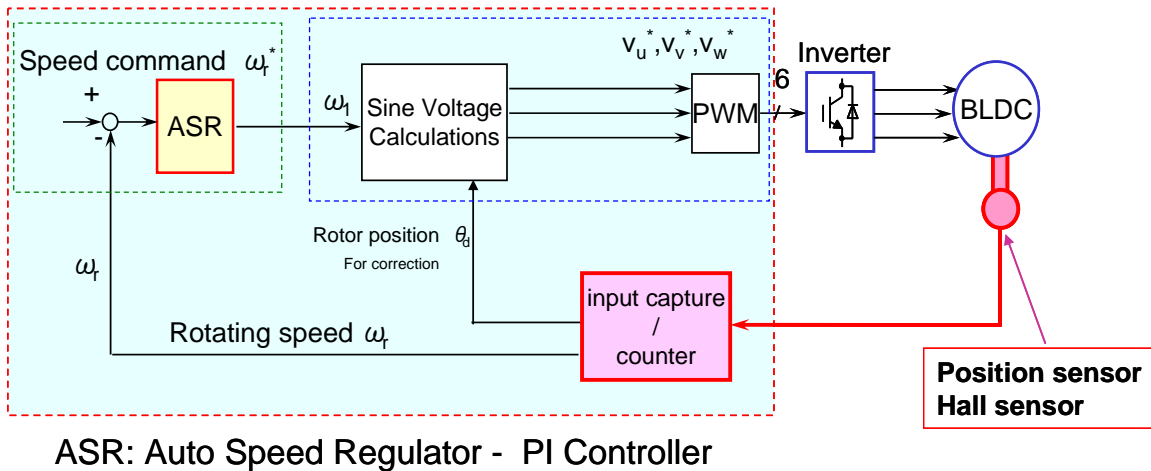 Speed command ωr*
+
-
ASR
ω1
Sine Voltage
Calculations
vu*,vv*,vw*
PWM
6
Inverter
BLDC
Rotor position θd
For correction
ωr
Rotating speed ωr
input capture
/
counter
Position sensor
Hall sensor
ASR: Auto Speed Regulator - PI Controller